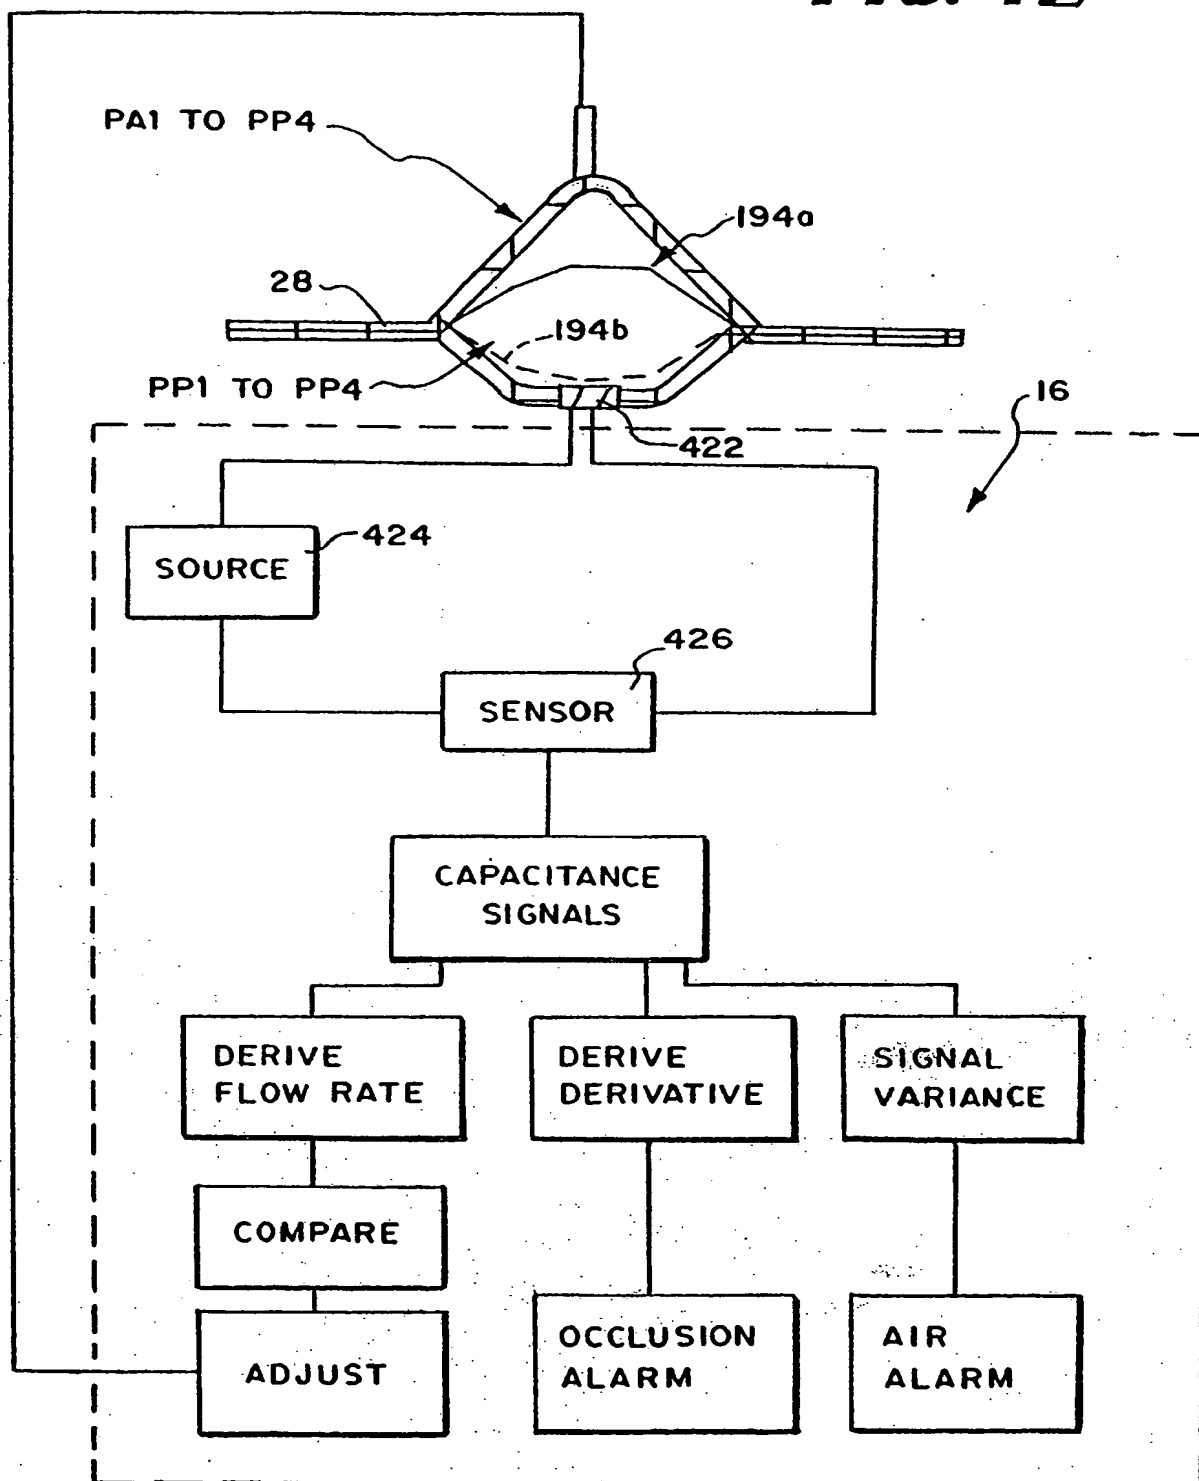 PA1 TO PP4
194a
28
194b
PP1 TO PP4
16
422
424
SOURCE
426
SENSOR
CAPACITANCE
SIGNALS
DERIVE
FLOW RATE
DERIVE
DERIVATIVE
SIGNAL
VARIANCE
COMPARE
ADJUST
OCCLUSION
ALARM
AIR
ALARM